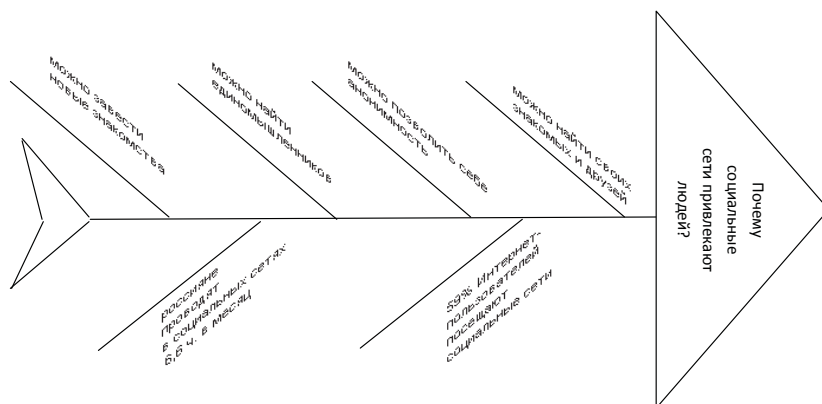 можно завести
новые знакомства
можно найти
единомышленников
можно позволить себе
анонимность
можно найти своих
знакомых и друзей
Почему
социальные
сети привлекают
людей?
россияне
проводят
в социальных сетях
6,6 ч. в месяц
59% Интернет-
пользователей
посещают
социальные сети